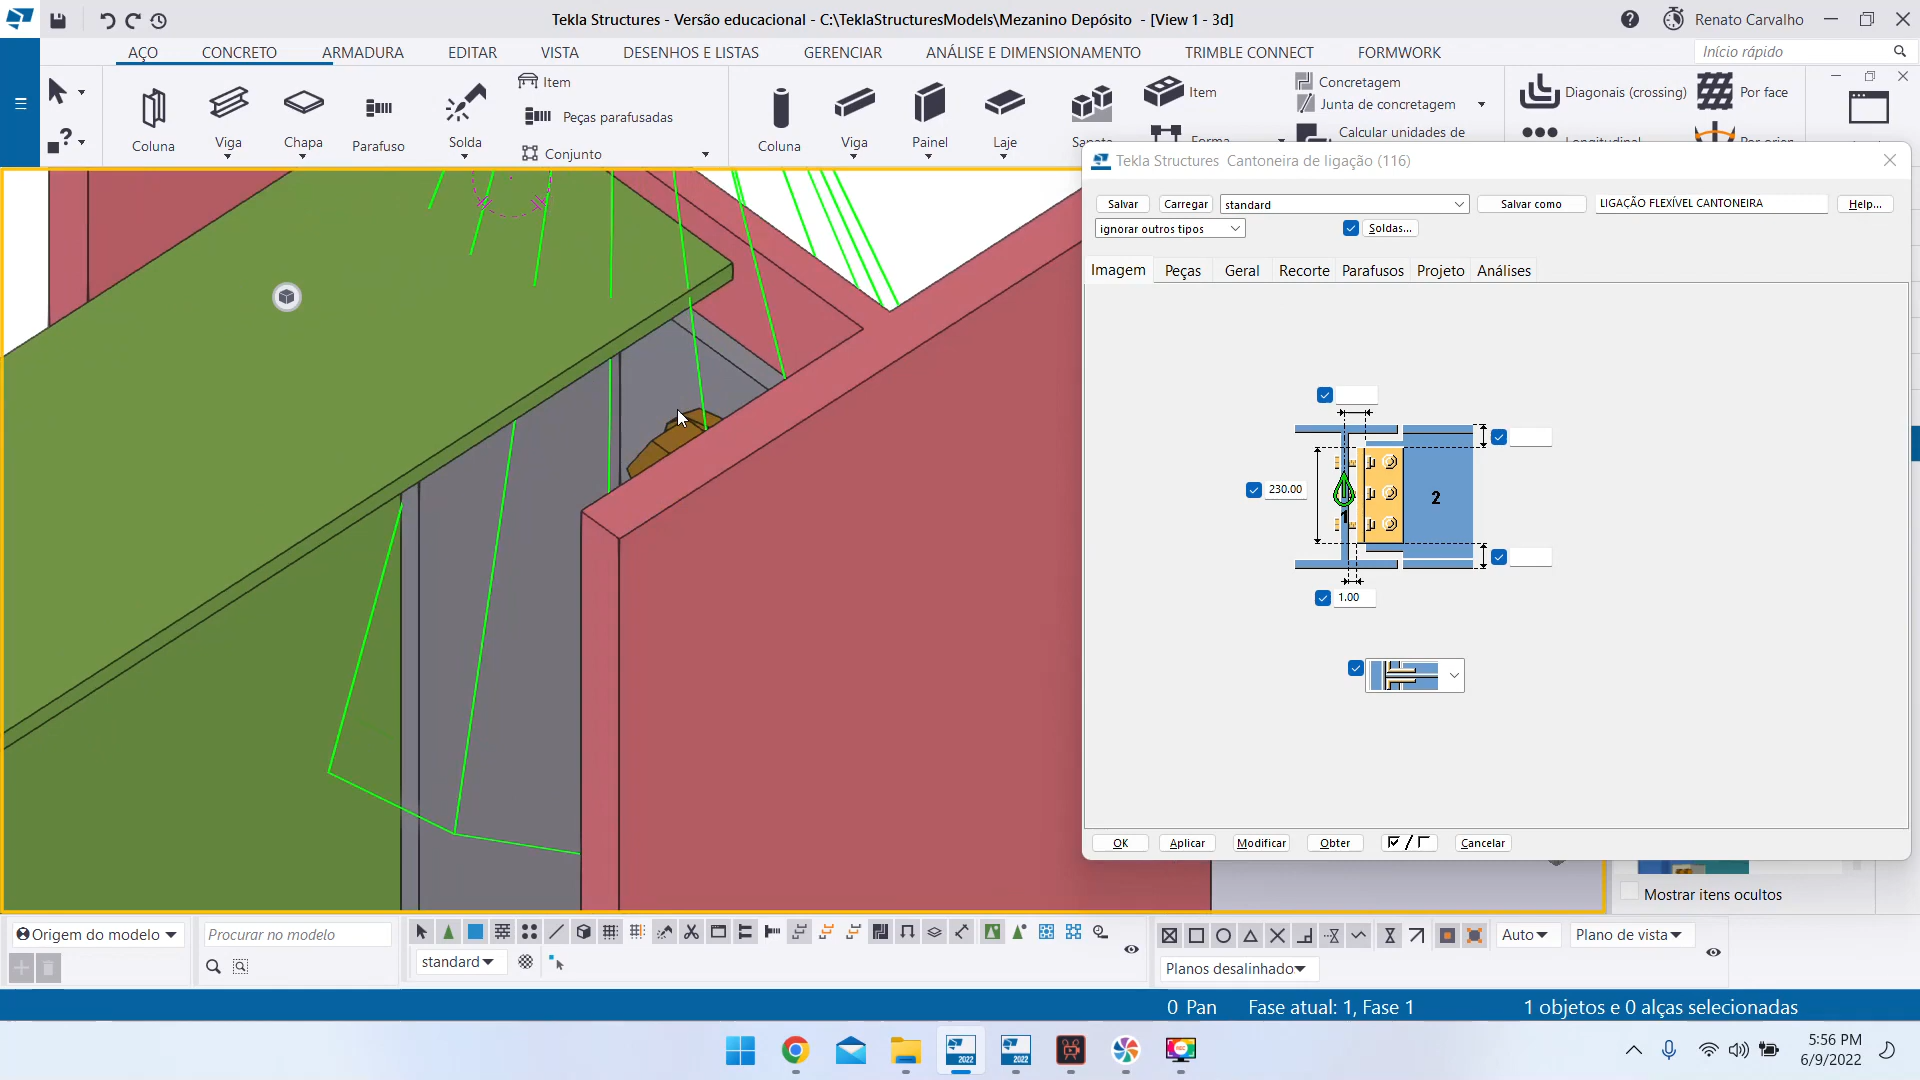 Tekla Structures - Versão educacional - C:\TeklaStructuresModels\Mezanino Depósito - [View 1 - 3d]
Renato Carvalho
AÇO CONCRETO ARMADURA EDITAR VISTA DESENHOS E LISTAS GERENCIAR ANÁLISE E DIMENSIONAMENTO TRIMBLE CONNECT FORMWORK
Início rápido
Coluna
Viga
Chapa
Parafuso
Solda
Item
Peças parafusadas
Conjunto
Coluna
Viga
Painel
Laje
Item
Concretagem
Junta de concretagem
Calcular unidades de
Diagonais (crossing)
Por face
Tekla Structures Cantoneira de ligação (116)
Salvar
Carregar
standard
Salvar como
LIGAÇÃO FLEXÍVEL CANTONEIRA
Help...
ignorar outros tipos
Soldas...
Imagem Peças Geral Recorte Parafusos Projeto Análises
230.00
1
2
1.00
OK
Aplicar
Modificar
Obter
Cancelar
Mostrar itens ocultos
Origem do modelo
Procurar no modelo
standard
Auto
Plano de vista
Planos desalinhado
0 Pan Fase atual: 1, Fase 1 1 objetos e 0 alças selecionadas
2022
2022
5:56 PM
6/9/2022